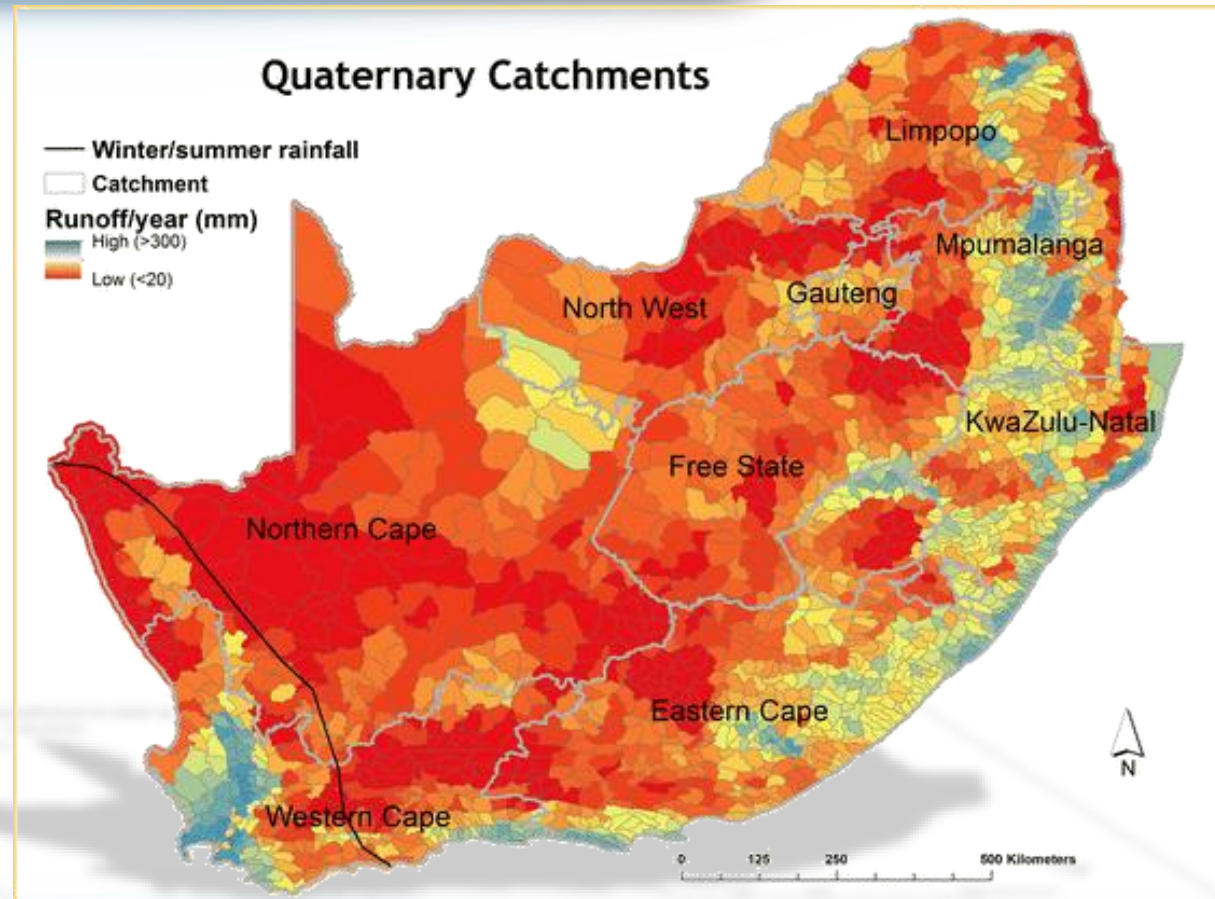 Quaternary Catchments
Winter/summer rainfall
Catchment
Runoff/year (mm)
High (>300)
Low (<20)
Limpopo
Mpumalanga
Gauteng
North West
KwaZulu-Natal
Free State
Northern Cape
Eastern Cape
Western Cape
N
0 125 250 500 Kilometers